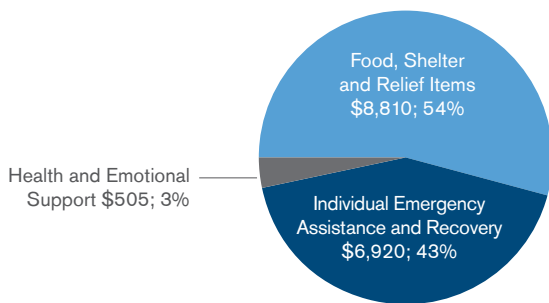 Food, Shelter
and Relief Items
$8,810; 54%
Health and Emotional
Support $505; 3%
Individual Emergency
Assistance and Recovery
$6,920; 43%